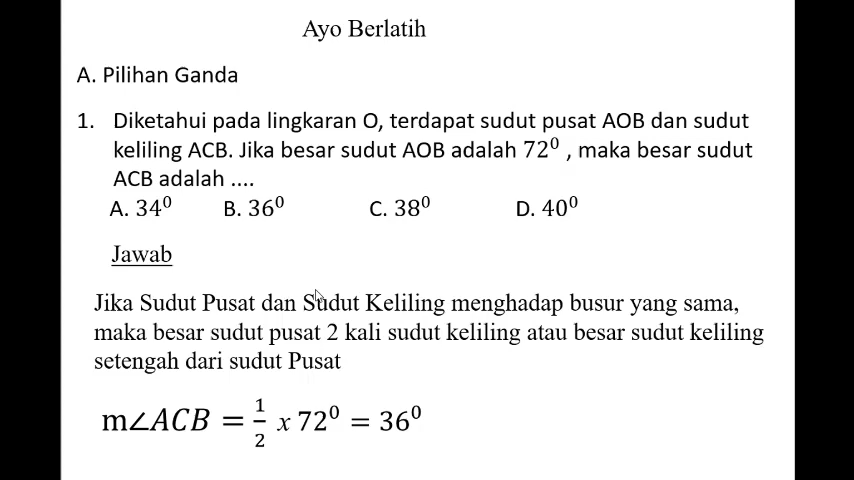 Ayo Berlatih
A. Pilihan Ganda
1. Diketahui pada lingkaran O, terdapat sudut pusat AOB dan sudut
keliling ACB. Jika besar sudut AOB adalah 72⁰ , maka besar sudut
ACB adalah ....
A. 34⁰ B. 36⁰ C. 38⁰ D. 40⁰
Jawab
Jika Sudut Pusat dan Sudut Keliling menghadap busur yang sama,
maka besar sudut pusat 2 kali sudut keliling atau besar sudut keliling
setengah dari sudut Pusat
m∠ACB = 1/2 x 72⁰ = 36⁰